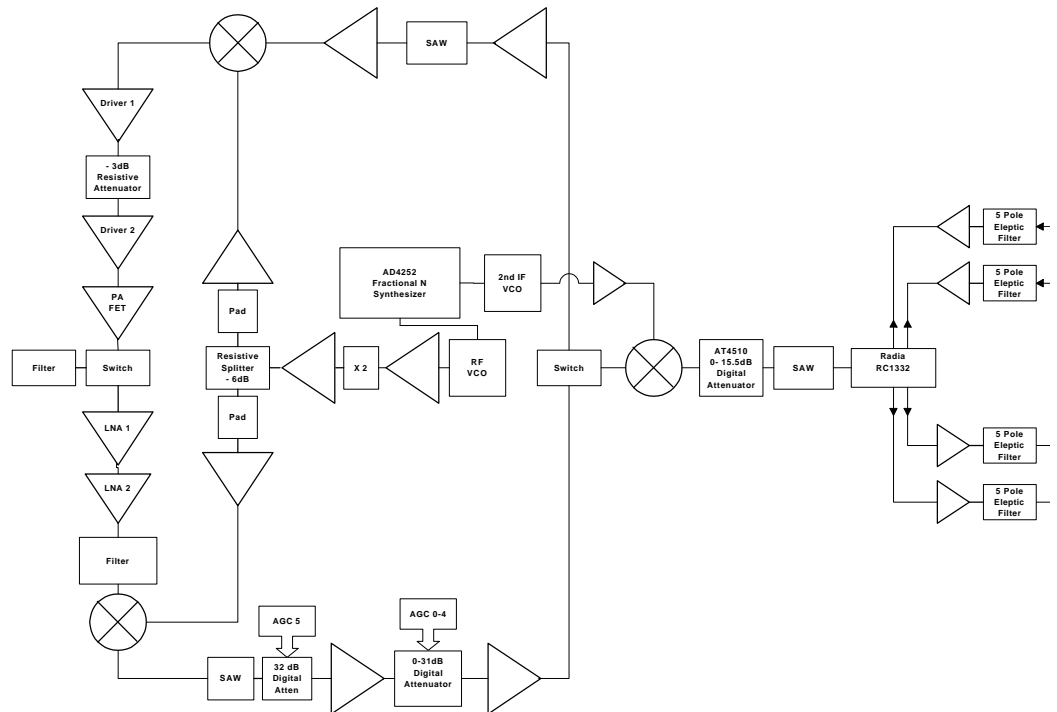 SAW
Driver 1
- 3dB
Resistive
Attenuator
Driver 2
PA
FET
Filter
Switch
LNA 1
LNA 2
Filter
Pad
Resistive
Splitter
- 6dB
Pad
X 2
AD4252
Fractional N
Synthesizer
2nd IF
VCO
RF
VCO
Switch
AT4510
0- 15.5dB
Digital
Attenuator
SAW
Radia
RC1332
5 Pole
Eleptic
Filter
5 Pole
Eleptic
Filter
5 Pole
Eleptic
Filter
5 Pole
Eleptic
Filter
AGC 5
AGC 0-4
SAW
32 dB
Digital
Atten
0-31dB
Digital
Attenuator